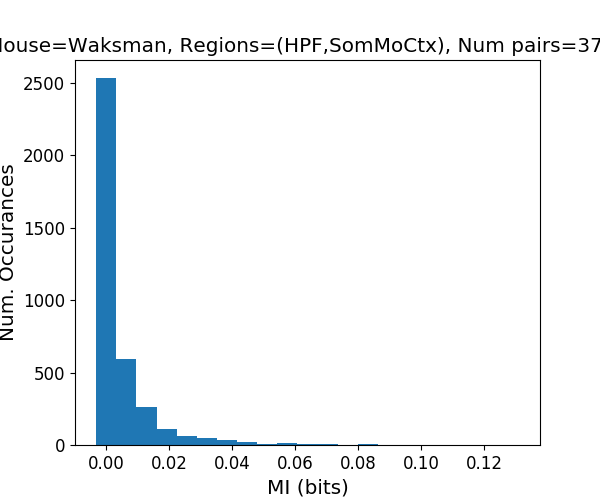 Mouse=Waksman, Regions=(HPF,SomMoCtx), Num pairs=37
2500
2000
1500
1000
500
0
Num. Occurances
0.00 0.02 0.04 0.06 0.08 0.10 0.12
MI (bits)